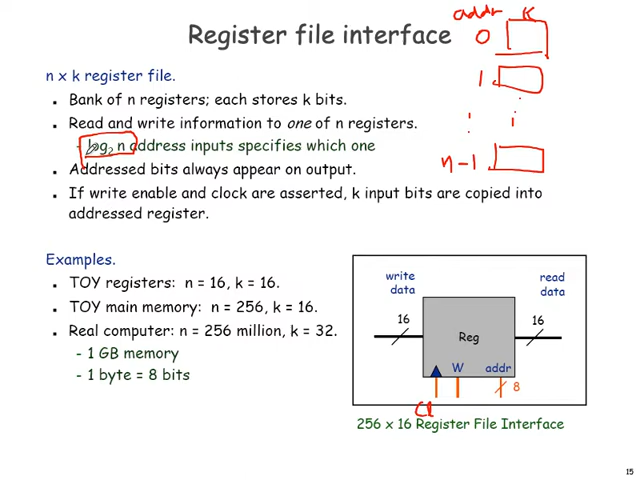 Register file interface
addr K
0
n x k register file.
1
Bank of n registers; each stores k bits.
Read and write information to one of n registers.
- log₂ n address inputs specifies which one
n-1
Addressed bits always appear on output.
If write enable and clock are asserted, k input bits are copied into
addressed register.
Examples.
TOY registers: n = 16, k = 16.
TOY main memory: n = 256, k = 16.
Real computer: n = 256 million, k = 32.
- 1 GB memory
- 1 byte = 8 bits
write
data
read
data
16
16
Reg
W
addr
8
256 x 16 Register File Interface
15